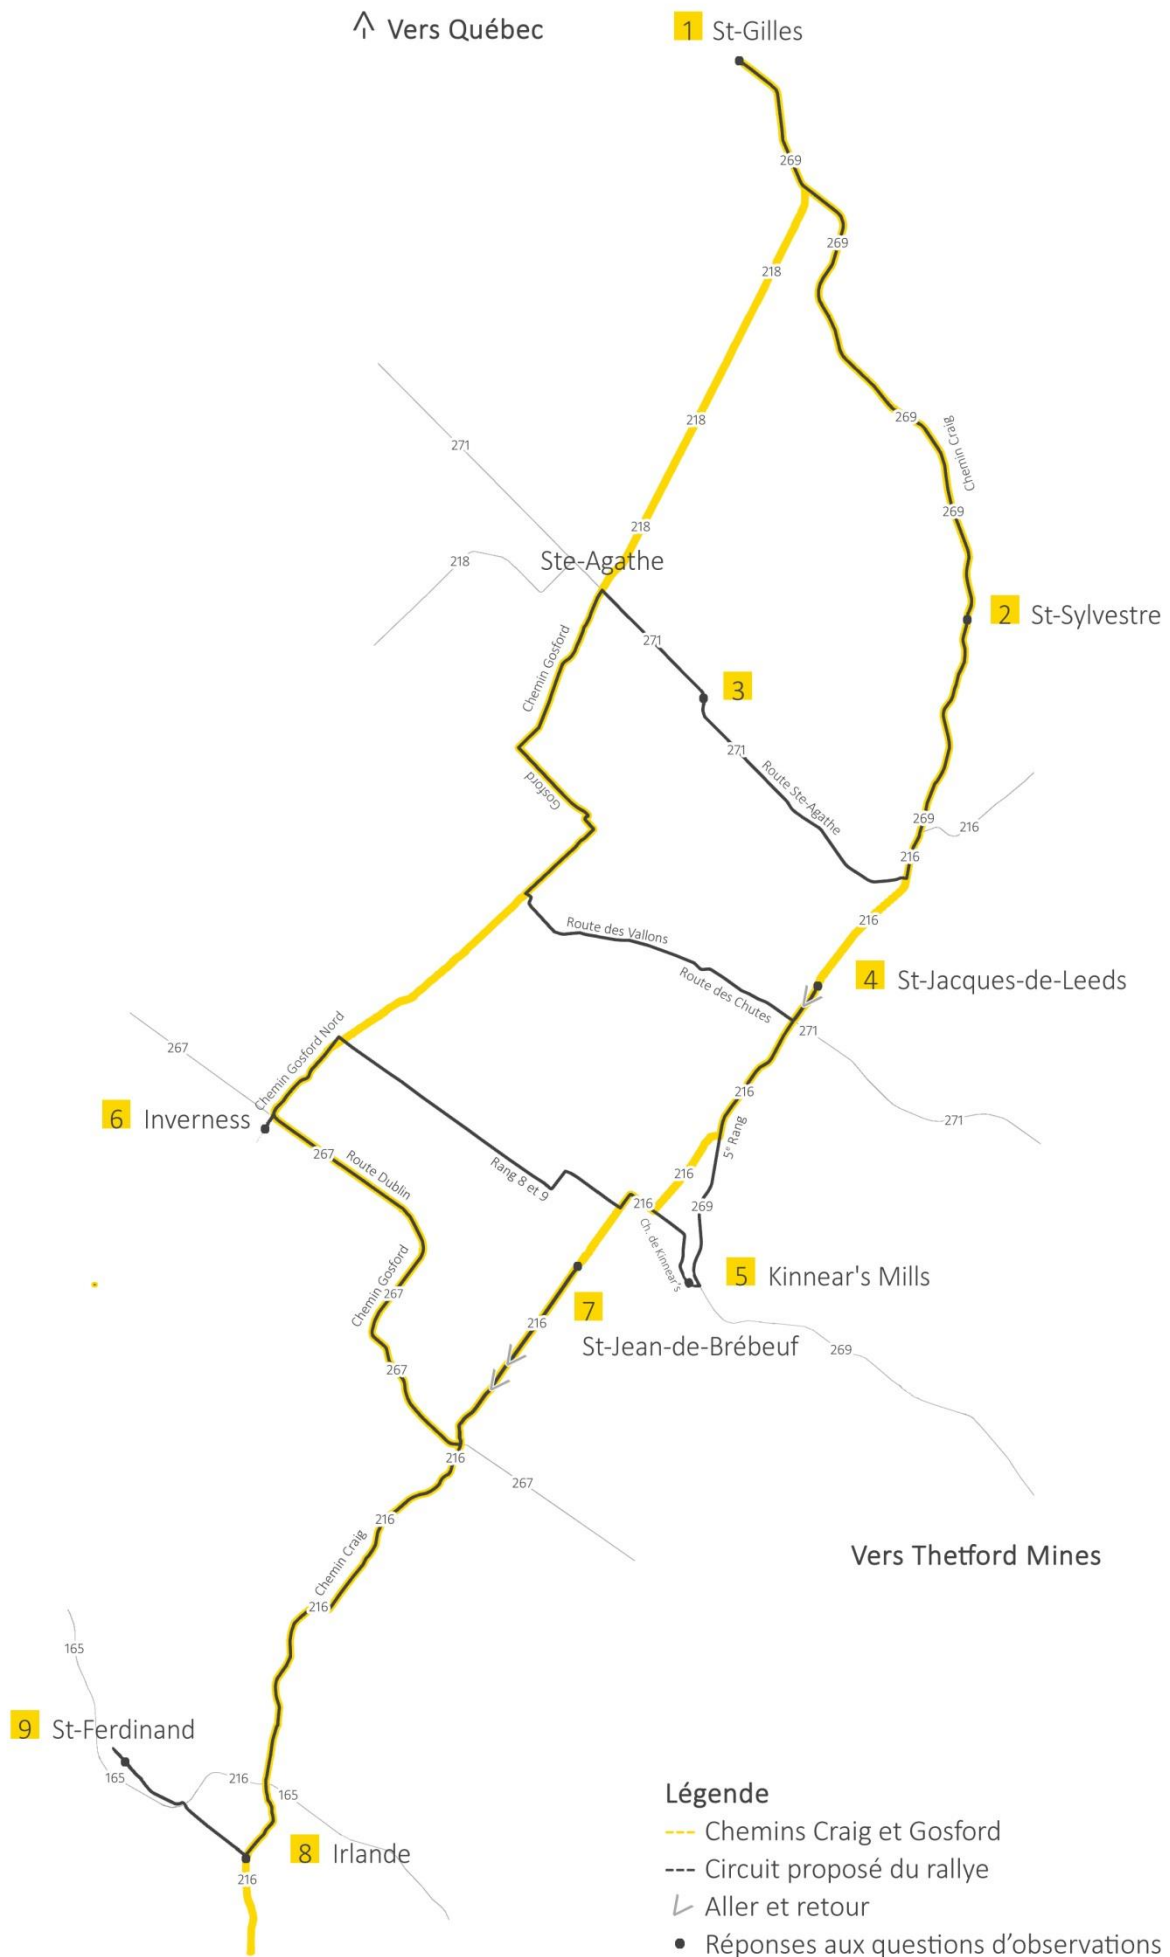 Vers Québec
1 St-Gilles
269
269
218
269
218
Chemin Craig
271
269
218
Ste-Agathe
218
2 St-Sylvestre
271
Chemin Gosford
3
271
Route Ste-Agathe
Gosford
269
216
216
216
Route des Vallons
4 St-Jacques-de-Leeds
Route des Chutes
271
267
Chemin Gosford Nord
216
6 Inverness
271
5e Rang
267
Route Dublin
Rang 8 et 9
216
216
269
Ch. de Kinnear's
5 Kinnear's Mills
Chemin Gosford
267
7
216
St-Jean-de-Brébeuf
269
267
216
267
216
Vers Thetford Mines
Chemin Craig
216
165
9 St-Ferdinand
165
216
165
8 Irlande
216
Légende
Chemins Craig et Gosford
Circuit proposé du rallye
Aller et retour
Réponses aux questions d'observations